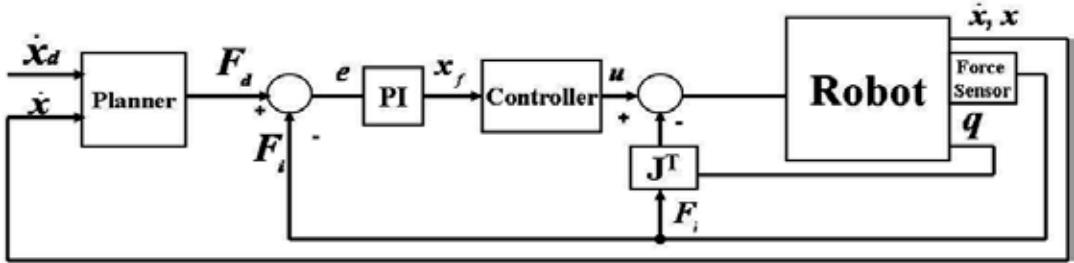 ẋd
ẋ
Planner
Fd
+
-
Fi
e
PI
xf
Controller
u
+
-
Jᵀ
Fi
Robot
ẋ, x
Force
Sensor
q